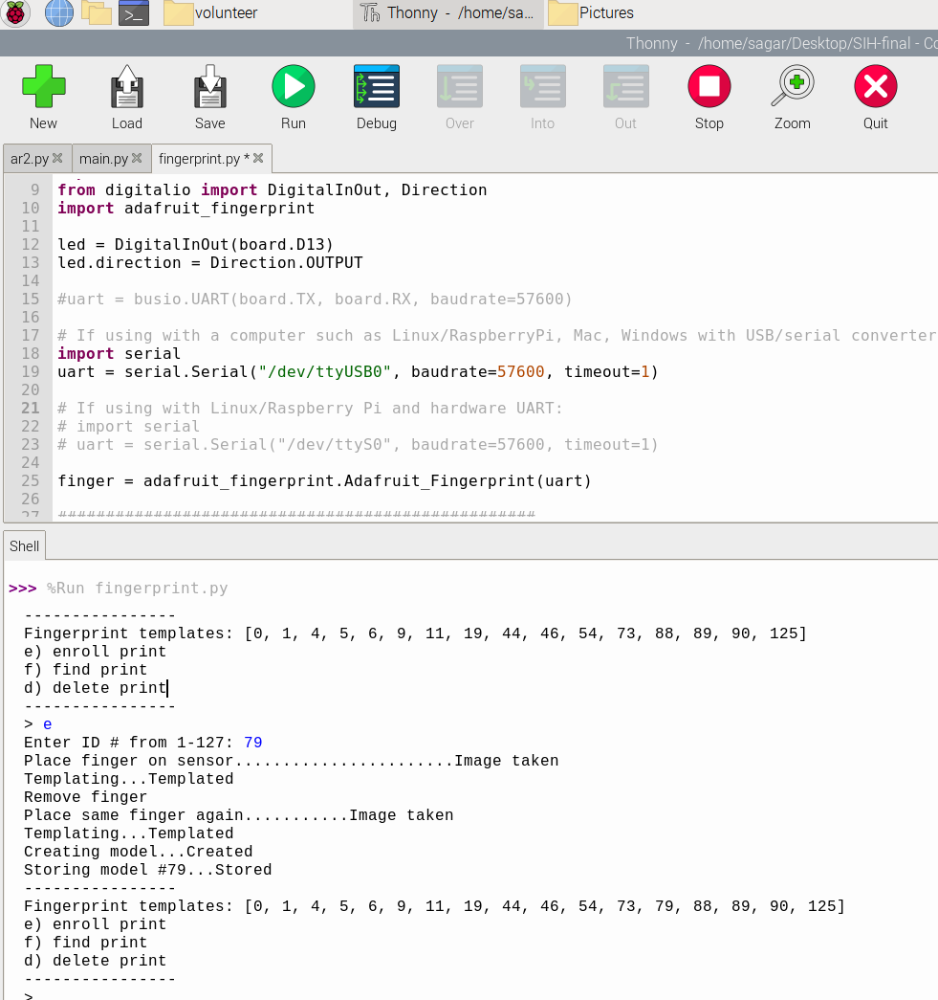 volunteer
Thonny - /home/sa...
Pictures
Thonny - /home/sagar/Desktop/SIH-final - Co
New Load Save Run Debug Over Into Out Stop Zoom Quit
ar2.py main.py fingerprint.py *
9 from digitalio import DigitalInOut, Direction
10 import adafruit_fingerprint
11
12 led = DigitalInOut(board.D13)
13 led.direction = Direction.OUTPUT
14
15 #uart = busio.UART(board.TX, board.RX, baudrate=57600)
16
17 # If using with a computer such as Linux/RaspberryPi, Mac, Windows with USB/serial converter
18 import serial
19 uart = serial.Serial("/dev/ttyUSB0", baudrate=57600, timeout=1)
20
21 # If using with Linux/Raspberry Pi and hardware UART:
22 # import serial
23 # uart = serial.Serial("/dev/ttyS0", baudrate=57600, timeout=1)
24
25 finger = adafruit_fingerprint.Adafruit_Fingerprint(uart)
26
27 ##################################################
Shell
>>> %Run fingerprint.py
----------------
Fingerprint templates: [0, 1, 4, 5, 6, 9, 11, 19, 44, 46, 54, 73, 88, 89, 90, 125]
e) enroll print
f) find print
d) delete print
----------------
> e
Enter ID # from 1-127: 79
Place finger on sensor.......................Image taken
Templating...Templated
Remove finger
Place same finger again...........Image taken
Templating...Templated
Creating model...Created
Storing model #79...Stored
----------------
Fingerprint templates: [0, 1, 4, 5, 6, 9, 11, 19, 44, 46, 54, 73, 79, 88, 89, 90, 125]
e) enroll print
f) find print
d) delete print
----------------
>